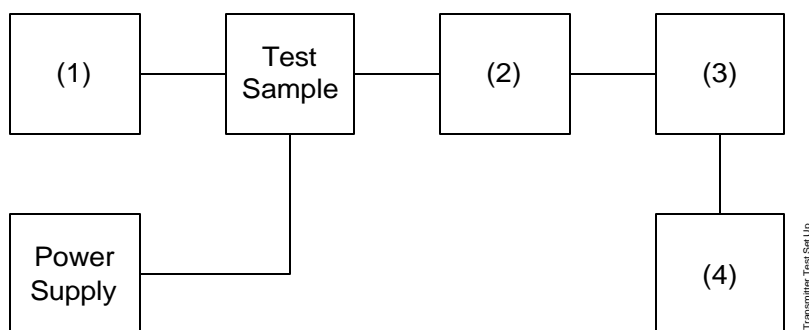 (1)
Test
Sample
(2)
(3)
Power
Supply
(4)
Transmitter Test Set Up